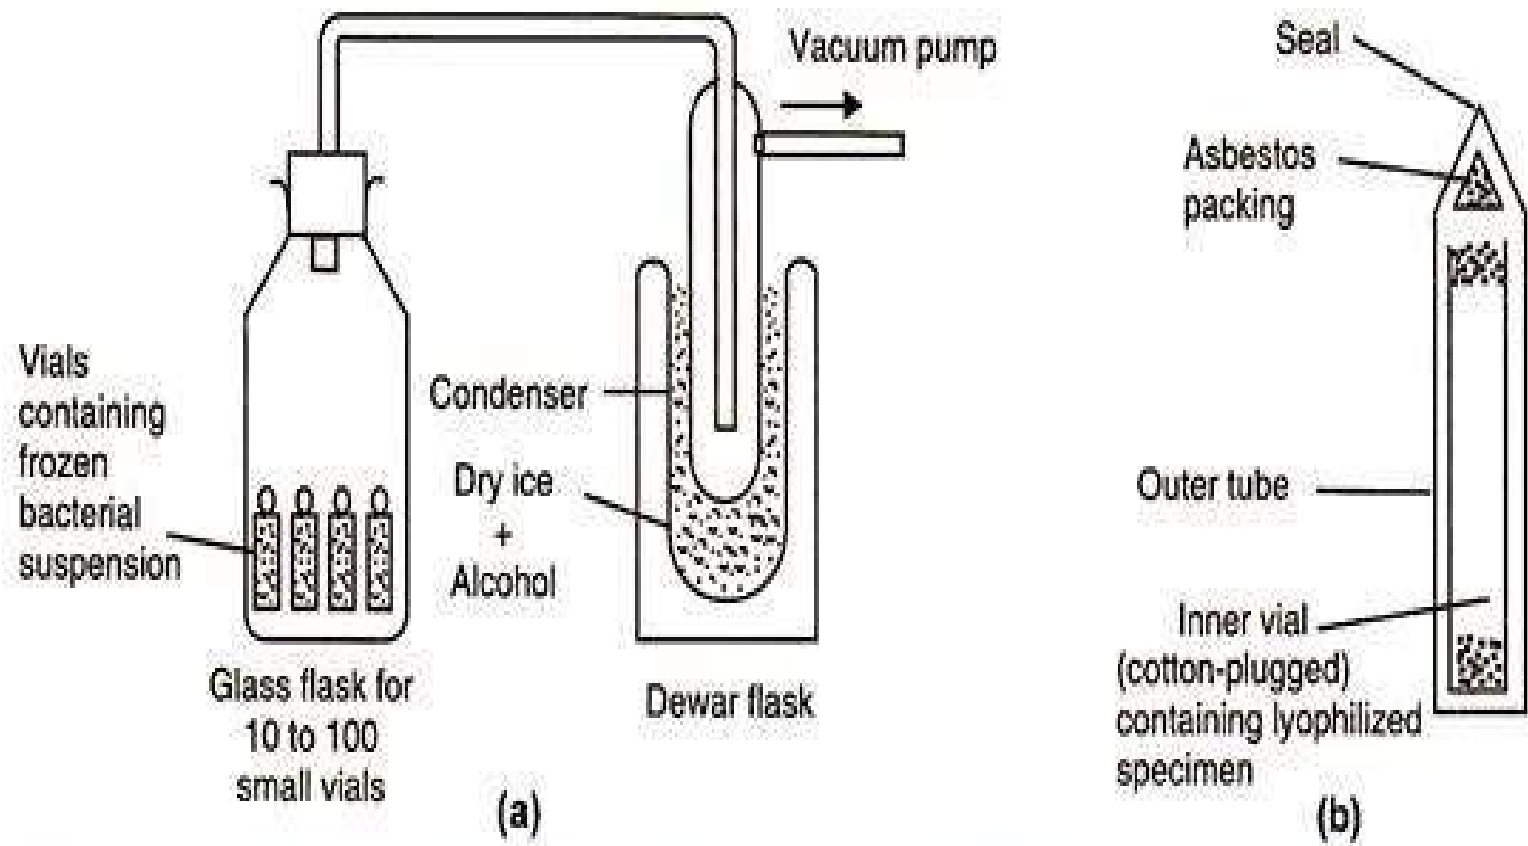 Vacuum pump
Vials
containing
frozen
bacterial
suspension
Condenser
Dry ice
+
Alcohol
Glass flask for
10 to 100
small vials
Dewar flask
(a)
Seal
Asbestos
packing
Outer tube
Inner vial
(cotton-plugged)
containing lyophilized
specimen
(b)